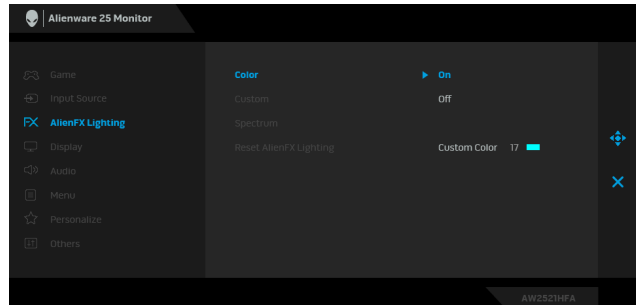 Alienware 25 Monitor
Game
Input Source
FX AlienFX Lighting
Display
Audio
Menu
Personalize
Others
Color On
Custom Off
Spectrum
Reset AlienFX Lighting Custom Color 17
AW2521HFA